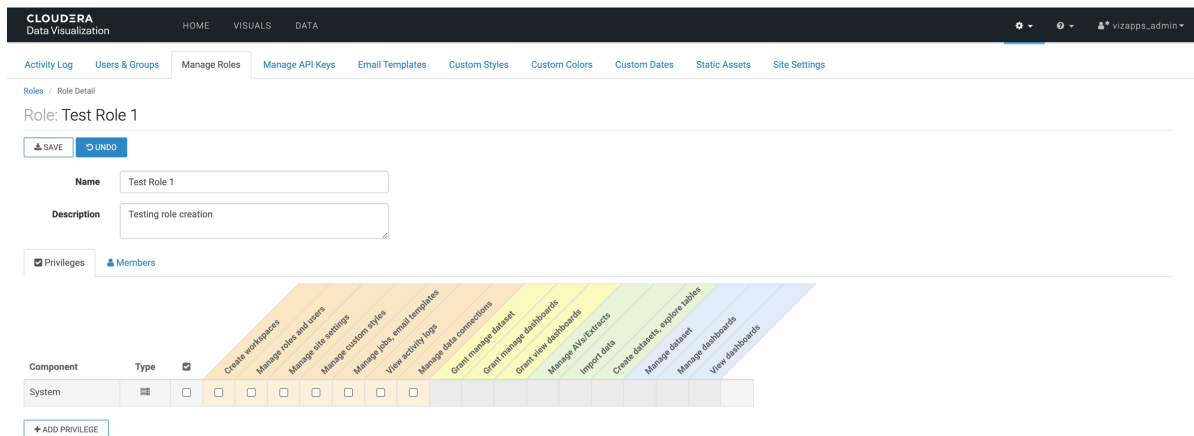 CLOUDERA
Data Visualization
HOME VISUALS DATA
vizapps_admin
Activity Log Users & Groups Manage Roles Manage API Keys Email Templates Custom Styles Custom Colors Custom Dates Static Assets Site Settings
Roles / Role Detail
Role: Test Role 1
SAVE UNDO
Name Test Role 1
Description Testing role creation
Privileges Members
Component Type
Create workspaces
Manage roles and users
Manage site settings
Manage custom styles
Manage jobs, email templates
View activity logs
Manage data connections
Grant manage dataset
Grant manage dashboards
Grant view dashboards
Manage AVs/Extracts
Import data
Create datasets, explore tables
Manage dataset
Manage dashboards
View dashboards
System
+ ADD PRIVILEGE